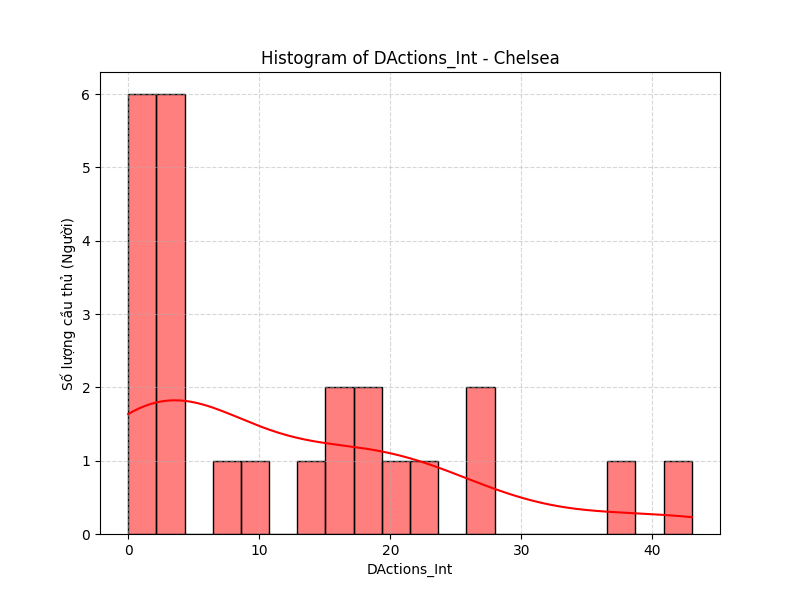 Histogram of DActions_Int - Chelsea
Số lượng cầu thủ (Người)
6
5
4
3
2
1
0
0 10 20 30 40
DActions_Int